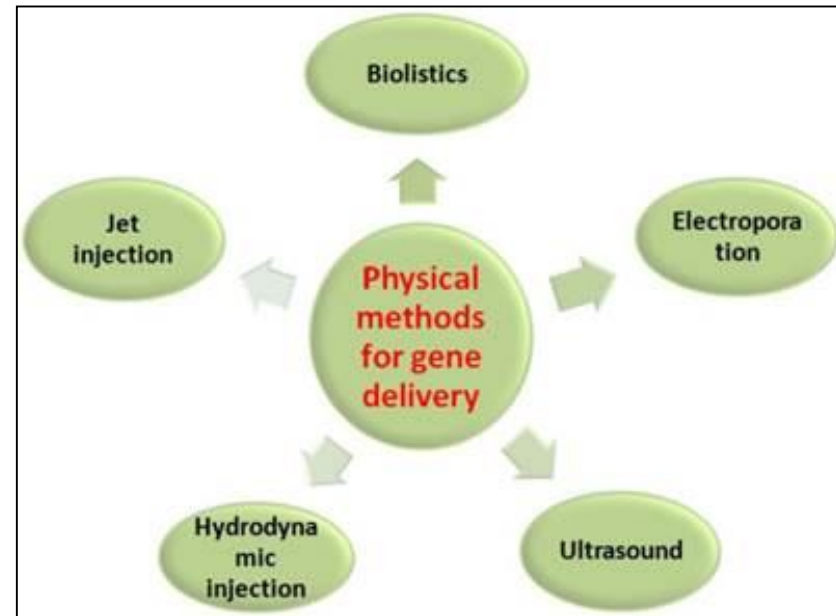 Biolistics
Jet
injection
Electropora
tion
Physical
methods
for gene
delivery
Hydrodyna
mic
injection
Ultrasound